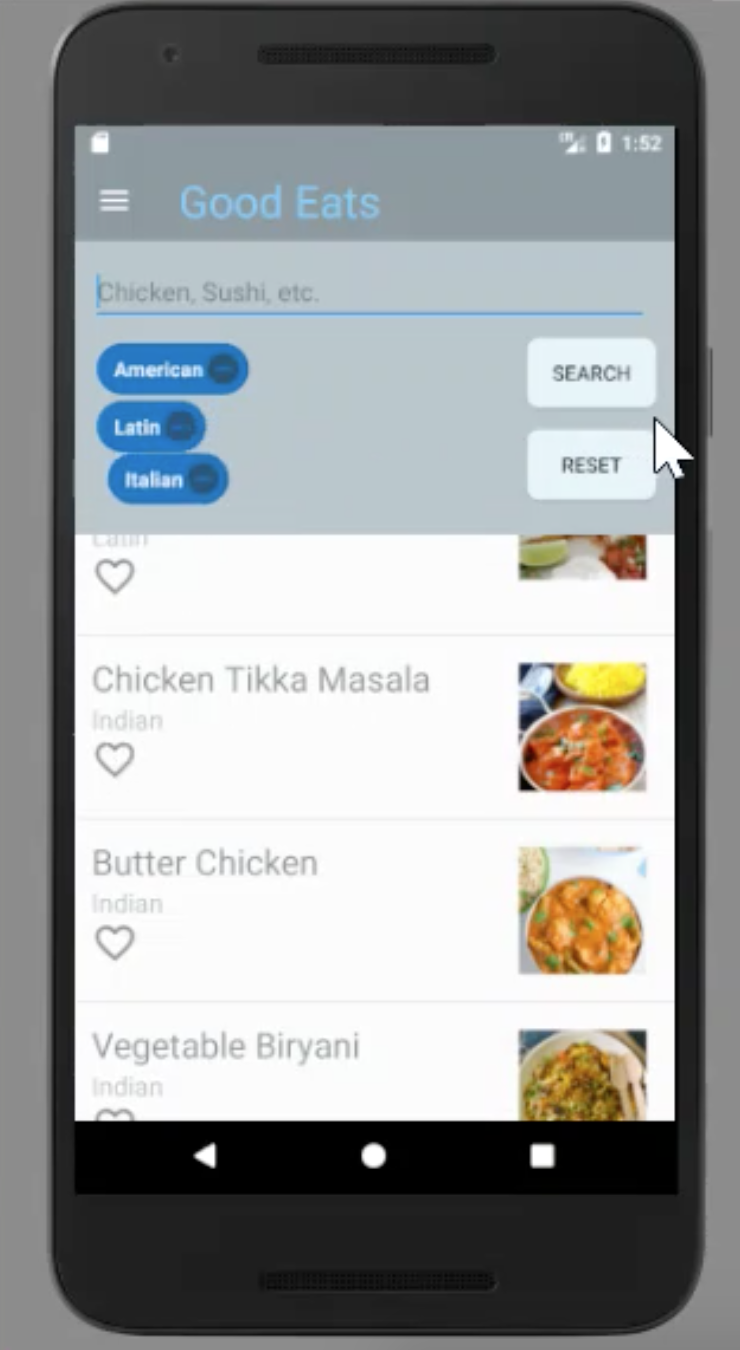 1:52
Good Eats
Chicken, Sushi, etc.
American
SEARCH
Latin
RESET
Italian
Latin
Chicken Tikka Masala
Indian
Butter Chicken
Indian
Vegetable Biryani
Indian